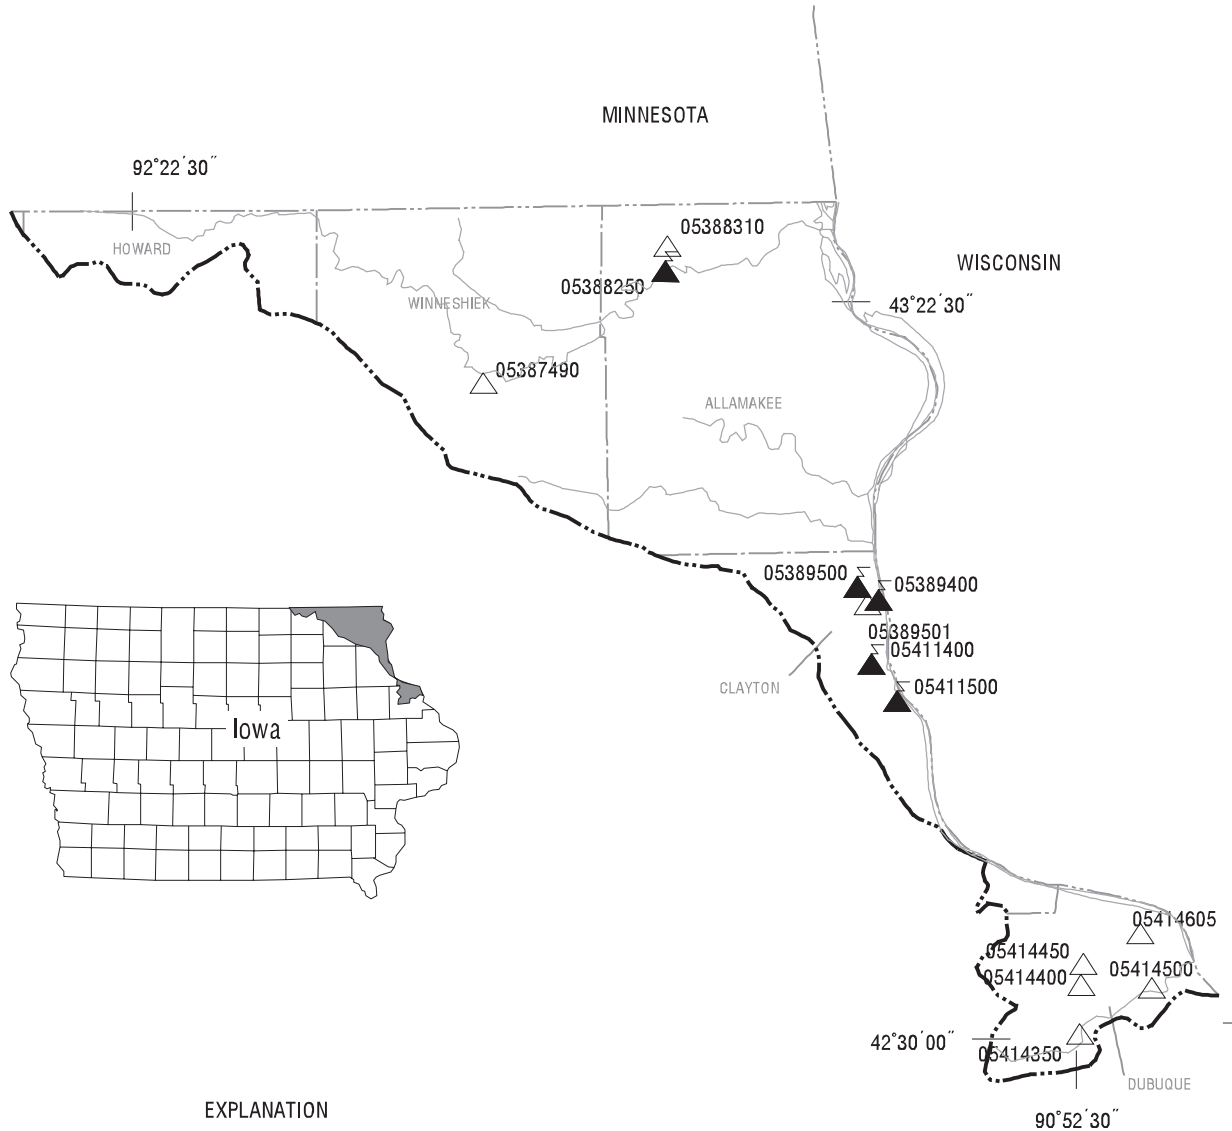 MINNESOTA
92°22'30"
05388310
HOWARD
WISCONSIN
05388250
WINNESHIEK
43°22'30"
05387490
ALLAMAKEE
05389500
05389400
05389501
05411400
CLAYTON
05411500
Iowa
05414605
05414450
05414500
05414400
42°30'00"
05414350
DUBUQUE
EXPLANATION
90°52'30"